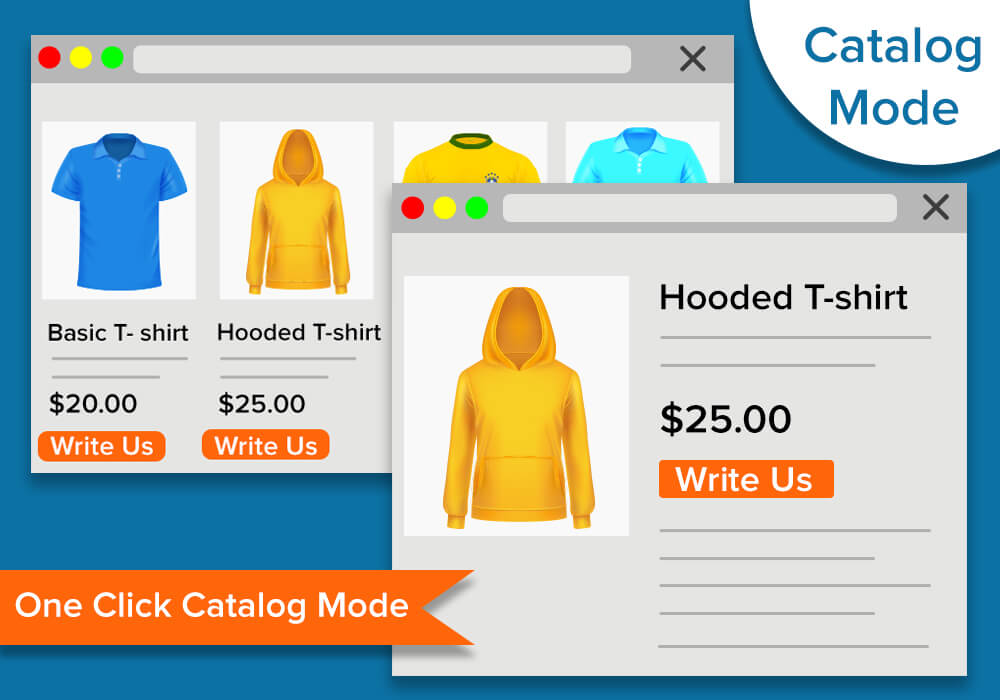 Catalog
Mode
Basic T- shirt
Hooded T-shirt
$20.00
$25.00
Write Us
Write Us
Hooded T-shirt
$25.00
Write Us
One Click Catalog Mode